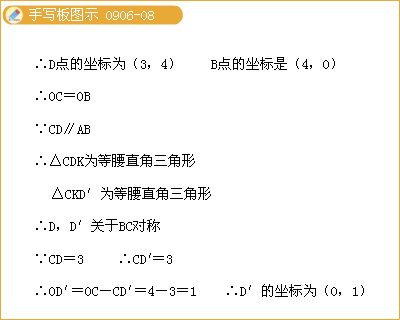 手写板图示 0906-08
∴D点的坐标为（3，4） B点的坐标是（4，0）
∴OC＝OB
∵CD∥AB
∴△CDK为等腰直角三角形
△CKD′为等腰直角三角形
∴D，D′关于BC对称
∵CD＝3 ∴CD′＝3
∴OD′＝OC－CD′＝4－3＝1 ∴D′的坐标为（0，1）